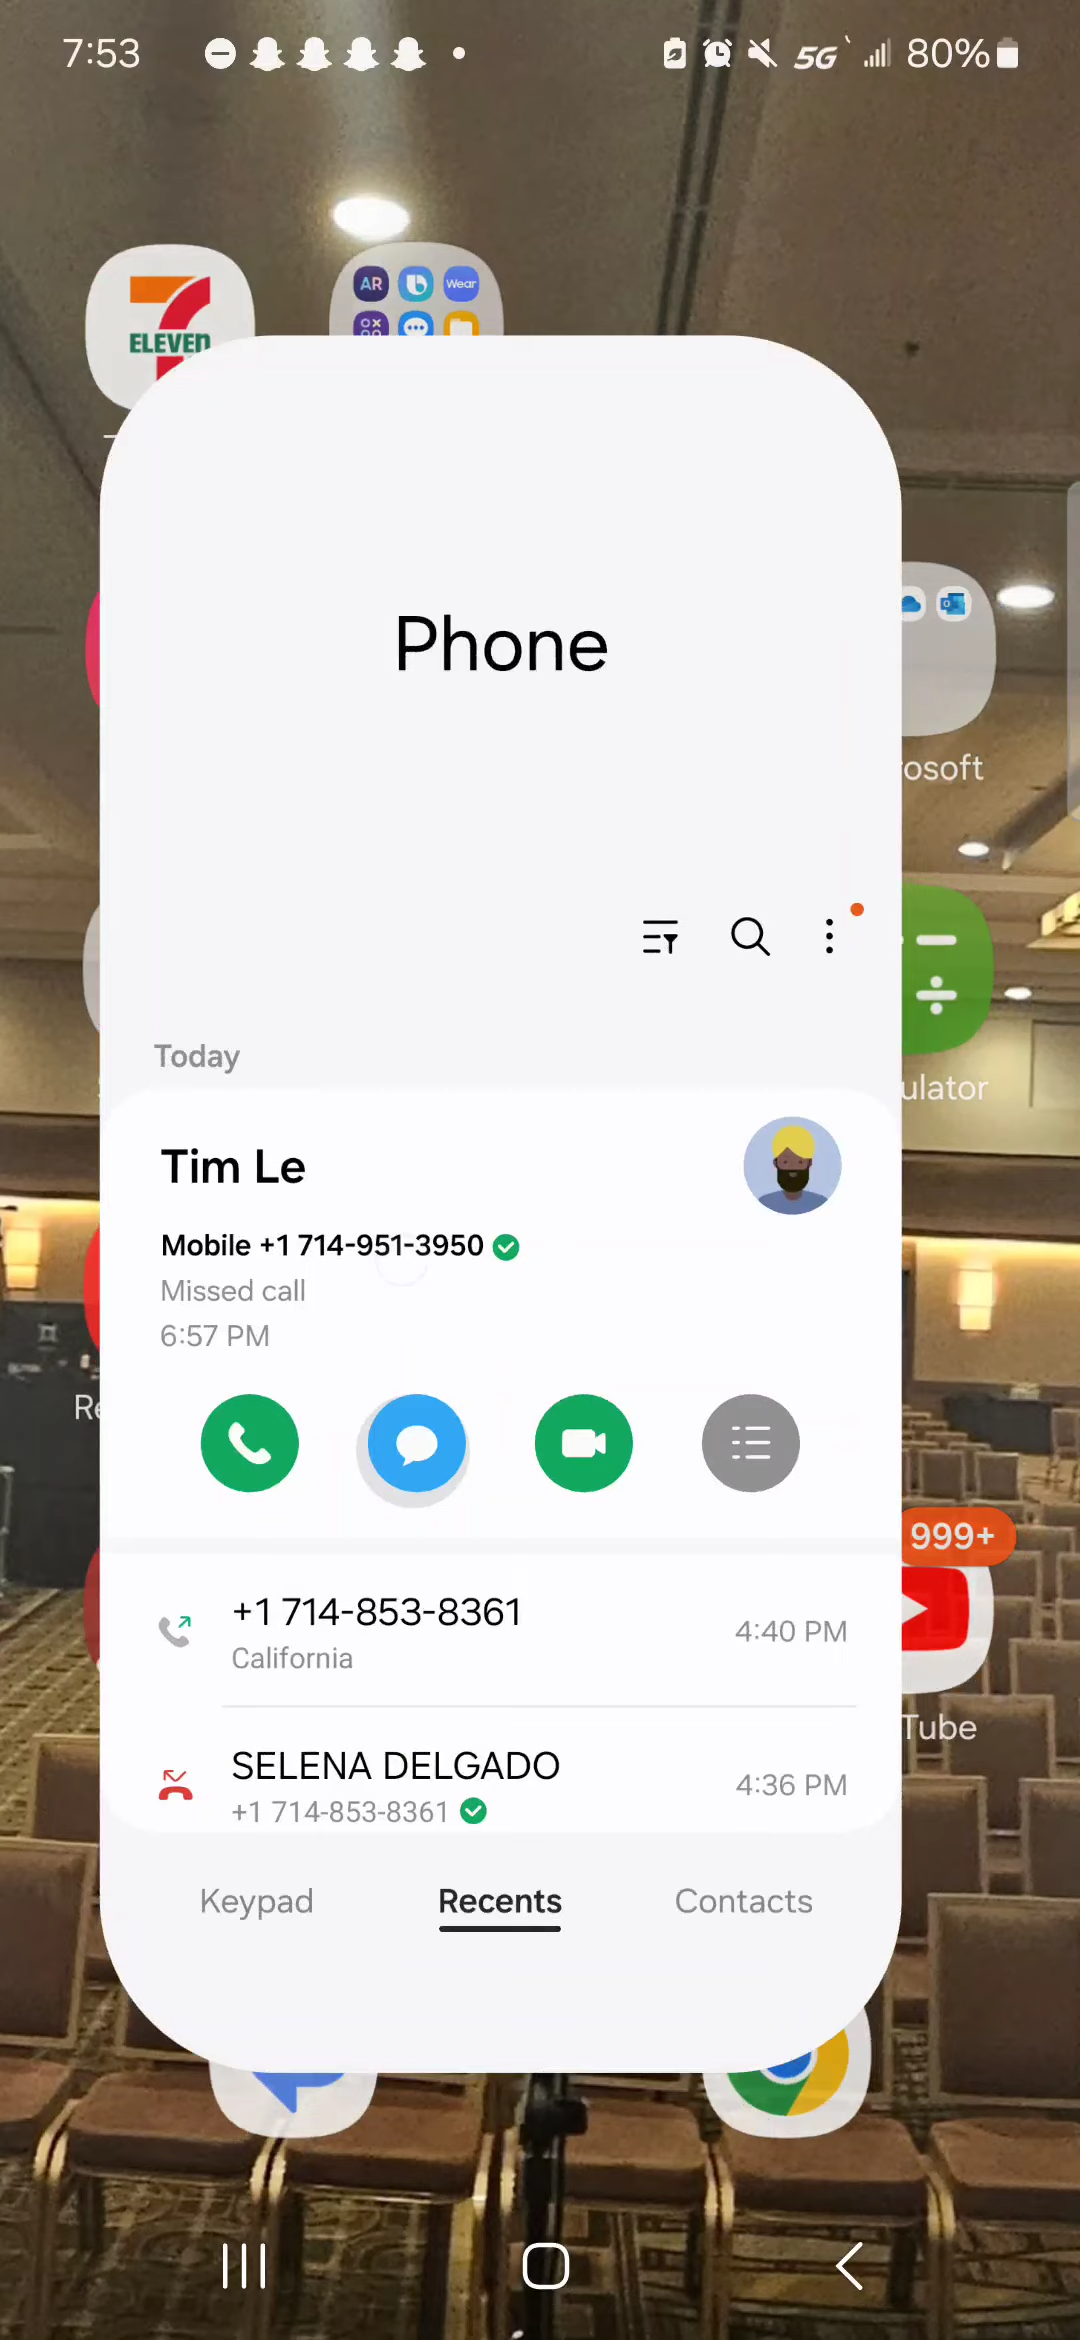 7:53
5G
80%
ELEVEN
AR
Wear
Phone
osoft
Today
ulator
Tim Le
Mobile +1 714-951-3950
Missed call
6:57 PM
Re
999+
+1 714-853-8361
4:40 PM
California
Tube
SELENA DELGADO
4:36 PM
+1 714-853-8361
Keypad
Recents
Contacts